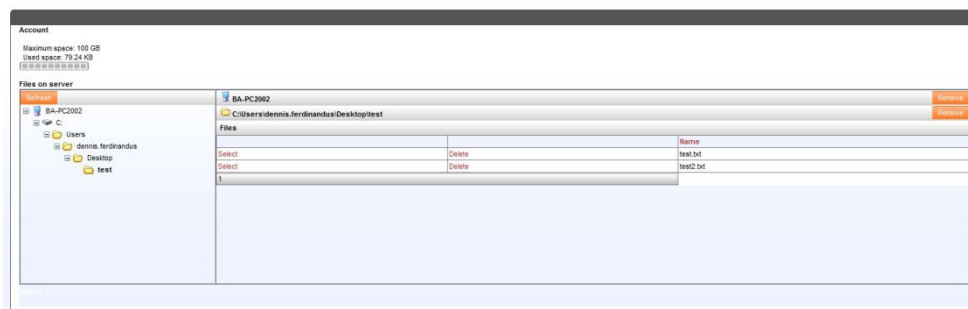 Account
Maximum space: 100 GB
Used space: 79.24 KB
Files on server
Refresh
BA-PC2002
C:
Users
dennis.ferdinandus
Desktop
test
BA-PC2002 Remove
C:\Users\dennis.ferdinandus\Desktop\test Remove
Files
Name
Select Delete test.txt
Select Delete test2.txt
1